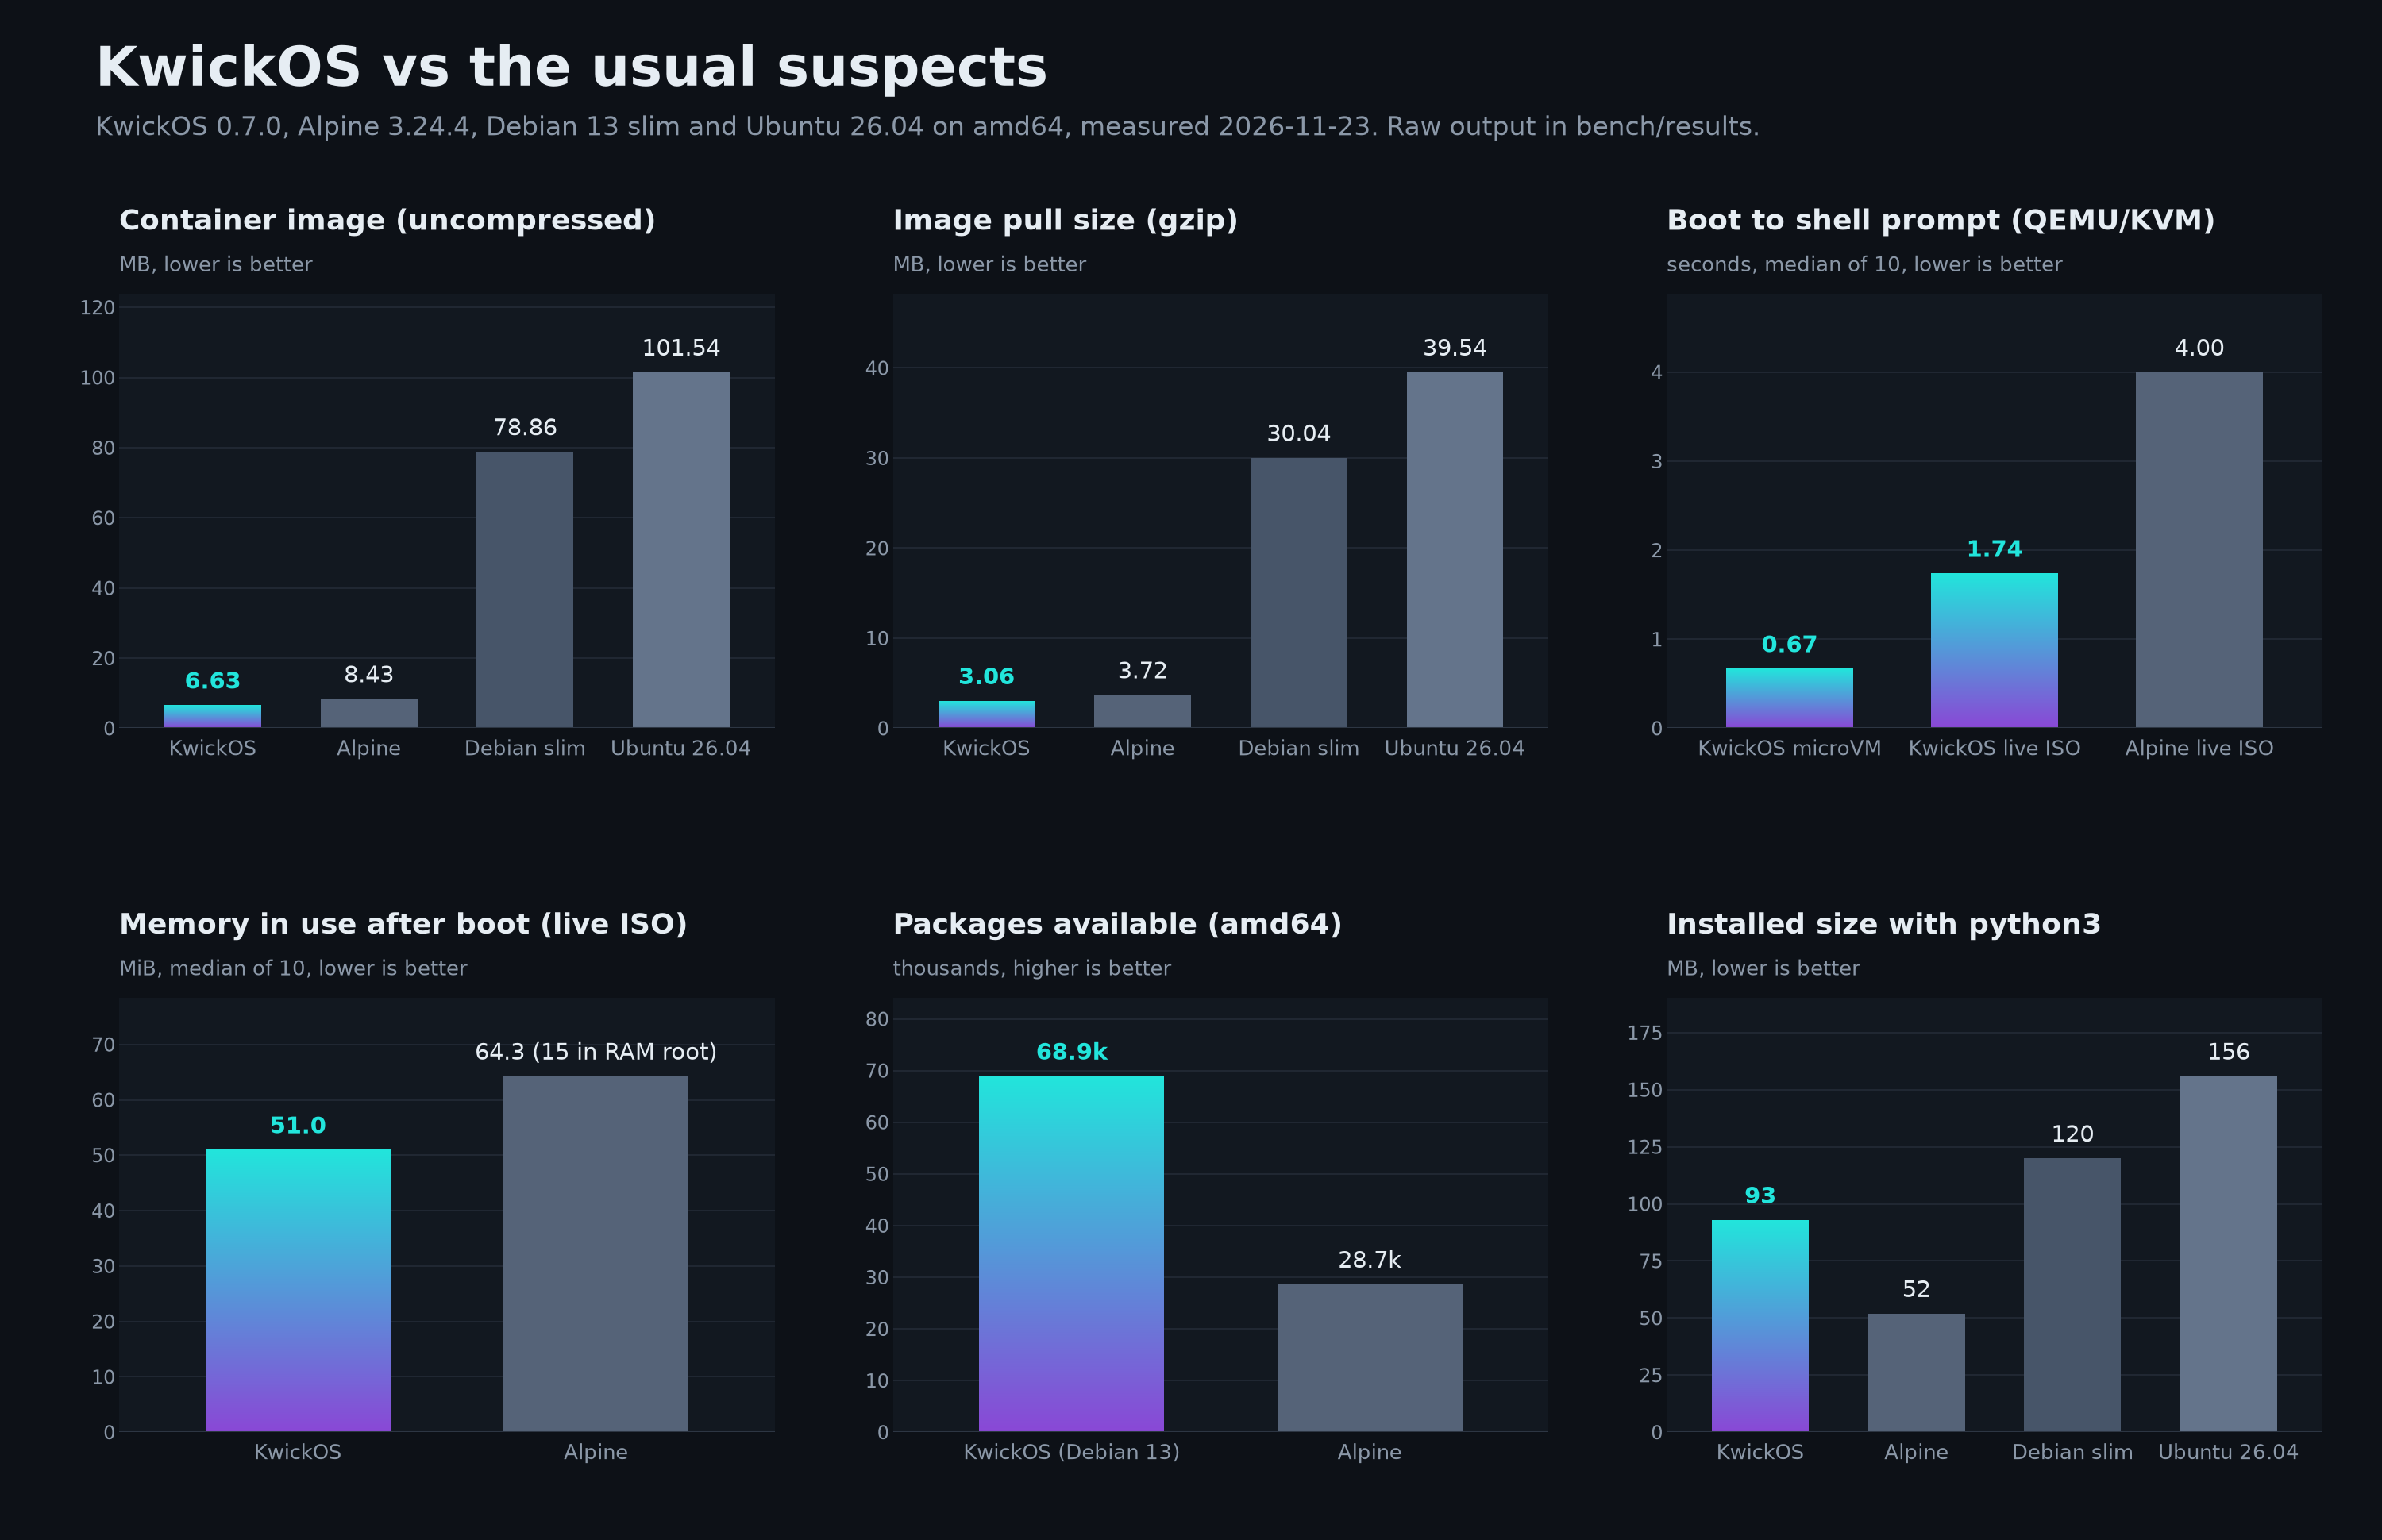 KwickOS vs the usual suspects
KwickOS 0.7.0, Alpine 3.24.4, Debian 13 slim and Ubuntu 26.04 on amd64, measured 2026-11-23. Raw output in bench/results.
Container image (uncompressed)
MB, lower is better
120
100
80
60
40
20
0
6.63
8.43
78.86
101.54
KwickOS
Alpine
Debian slim
Ubuntu 26.04
Image pull size (gzip)
MB, lower is better
40
30
20
10
0
3.06
3.72
30.04
39.54
KwickOS
Alpine
Debian slim
Ubuntu 26.04
Boot to shell prompt (QEMU/KVM)
seconds, median of 10, lower is better
4
3
2
1
0
0.67
1.74
4.00
KwickOS microVM
KwickOS live ISO
Alpine live ISO
Memory in use after boot (live ISO)
MiB, median of 10, lower is better
70
60
50
40
30
20
10
0
51.0
64.3 (15 in RAM root)
KwickOS
Alpine
Packages available (amd64)
thousands, higher is better
80
70
60
50
40
30
20
10
0
68.9k
28.7k
KwickOS (Debian 13)
Alpine
Installed size with python3
MB, lower is better
175
150
125
100
75
50
25
0
93
52
120
156
KwickOS
Alpine
Debian slim
Ubuntu 26.04